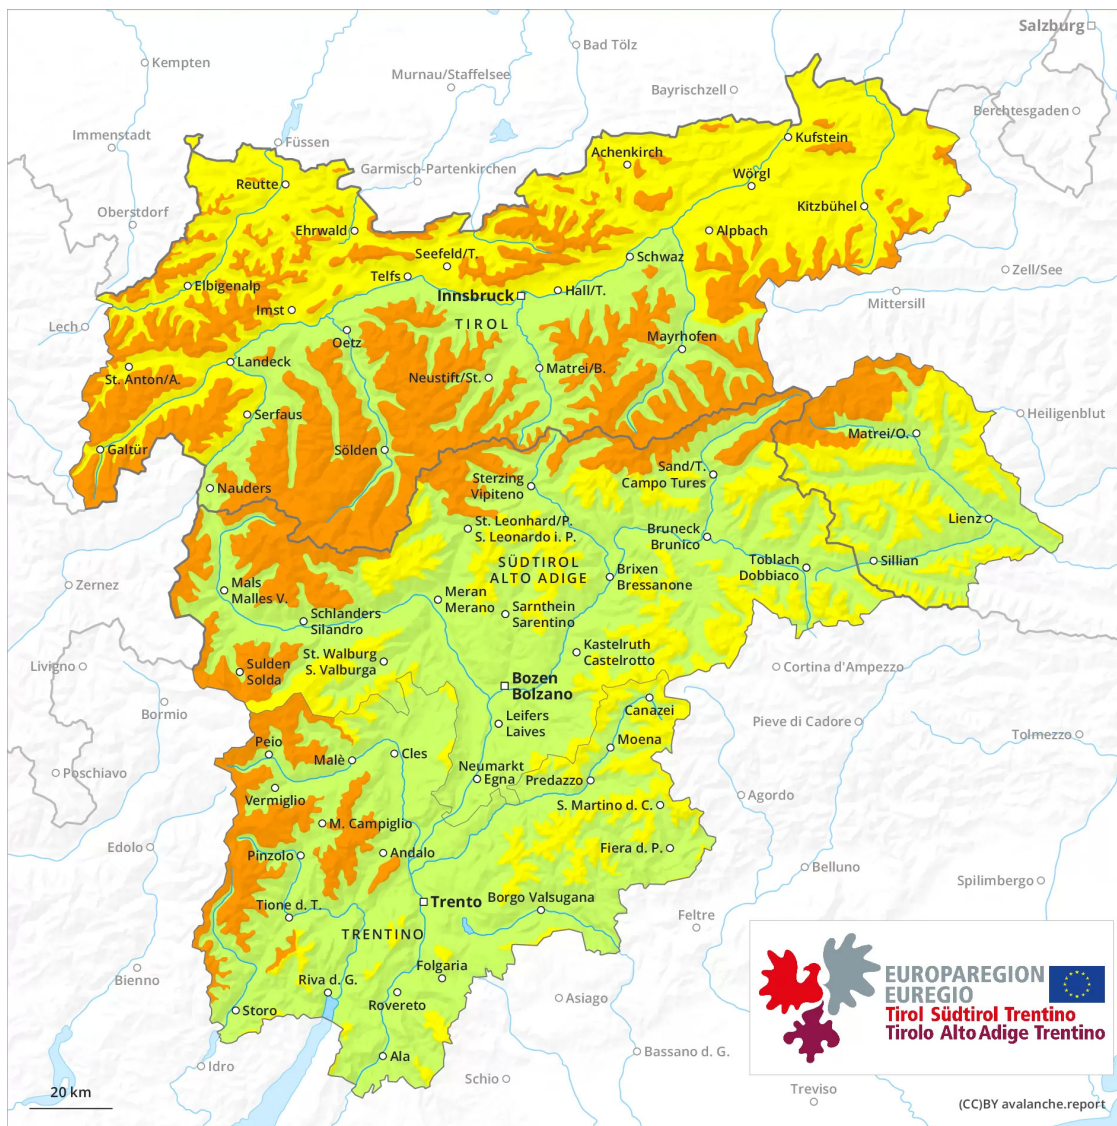 Salzburg
Bad Tölz
Kempten
Murnau/Staffelsee
Bayrischzell
Berchtesgaden
Immenstadt
Füssen
Kufstein
Achenkirch
Garmisch-Partenkirchen
Wörgl
Reutte
Kitzbühel
Oberstdorf
Ehrwald
Alpbach
Seefeld/T.
Schwaz
Zell/See
Telfs
Elbigenalp
Hall/T.
Innsbruck
Mittersill
Imst
TIROL
Lech
Oetz
Mayrhofen
Landeck
Matrei/B.
St. Anton/A.
Neustift/St.
Serfaus
Heiligenblut
Matrei/O.
Galtür
Sölden
Sand/T.
Campo Tures
Sterzing
Vipiteno
Nauders
Lienz
St. Leonhard/P.
S. Leonardo i. P.
Bruneck
Brunico
SÜDTIROL
ALTO ADIGE
Toblach
Dobbiaco
Sillian
Brixen
Bressanone
Zernez
Mals
Malles V.
Meran
Merano
Schlanders
Silandro
Sarnthein
Sarentino
Kastelruth
Castelrotto
St. Walburg
S. Valburga
Livigno
Sulden
Solda
Cortina d'Ampezzo
Bozen
Bolzano
Bormio
Canazei
Leifers
Laives
Pieve di Cadore
Tolmezzo
Peio
Moena
Malè
Cles
Poschiavo
Neumarkt
Egna
Predazzo
Vermiglio
Agordo
S. Martino d. C.
M. Campiglio
Edolo
Pinzolo
Andalo
Fiera d. P.
Belluno
Spilimbergo
Trento
Borgo Valsugana
Tione d. T.
Feltre
TRENTINO
Bienno
Folgaria
Riva d. G.
Rovereto
Asiago
Storo
Ala
Bassano d. G.
Idro
Schio
Treviso
EUROPAREGION
EUREGIO
Tirol Südtirol Trentino
Tirolo Alto Adige Trentino
20 km
(CC)BY avalanche.report